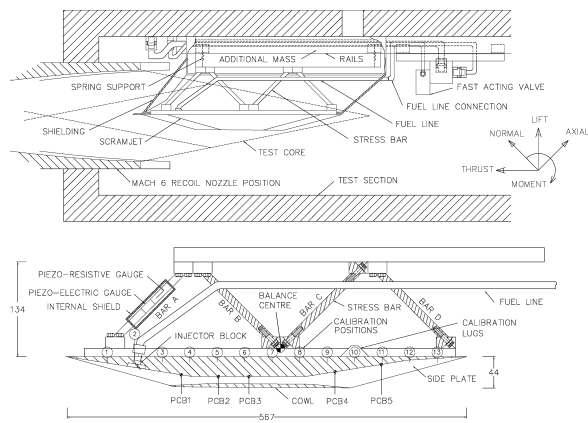 ADDITIONAL MASS
RAILS
SPRING SUPPORT
FAST ACTING VALVE
FUEL LINE CONNECTION
SHIELDING
FUEL LINE
SCRAMJET
STRESS BAR
TEST CORE
MACH 6 RECOIL NOZZLE POSITION
TEST SECTION
LIFT
NORMAL
AXIAL
THRUST
MOMENT
PIEZO-RESISTIVE GAUGE
PIEZO-ELECTRIC GAUGE
INTERNAL SHIELD
BAR A
BAR B
BALANCE
CENTRE
BAR C
STRESS BAR
BAR D
FUEL LINE
134
INJECTOR BLOCK
CALIBRATION
POSITIONS
CALIBRATION
LUGS
1 2 3 4 5 6 7 8 9 10 11 12 13
SIDE PLATE
44
PCB1 PCB2 PCB3 COWL PCB4 PCB5
567